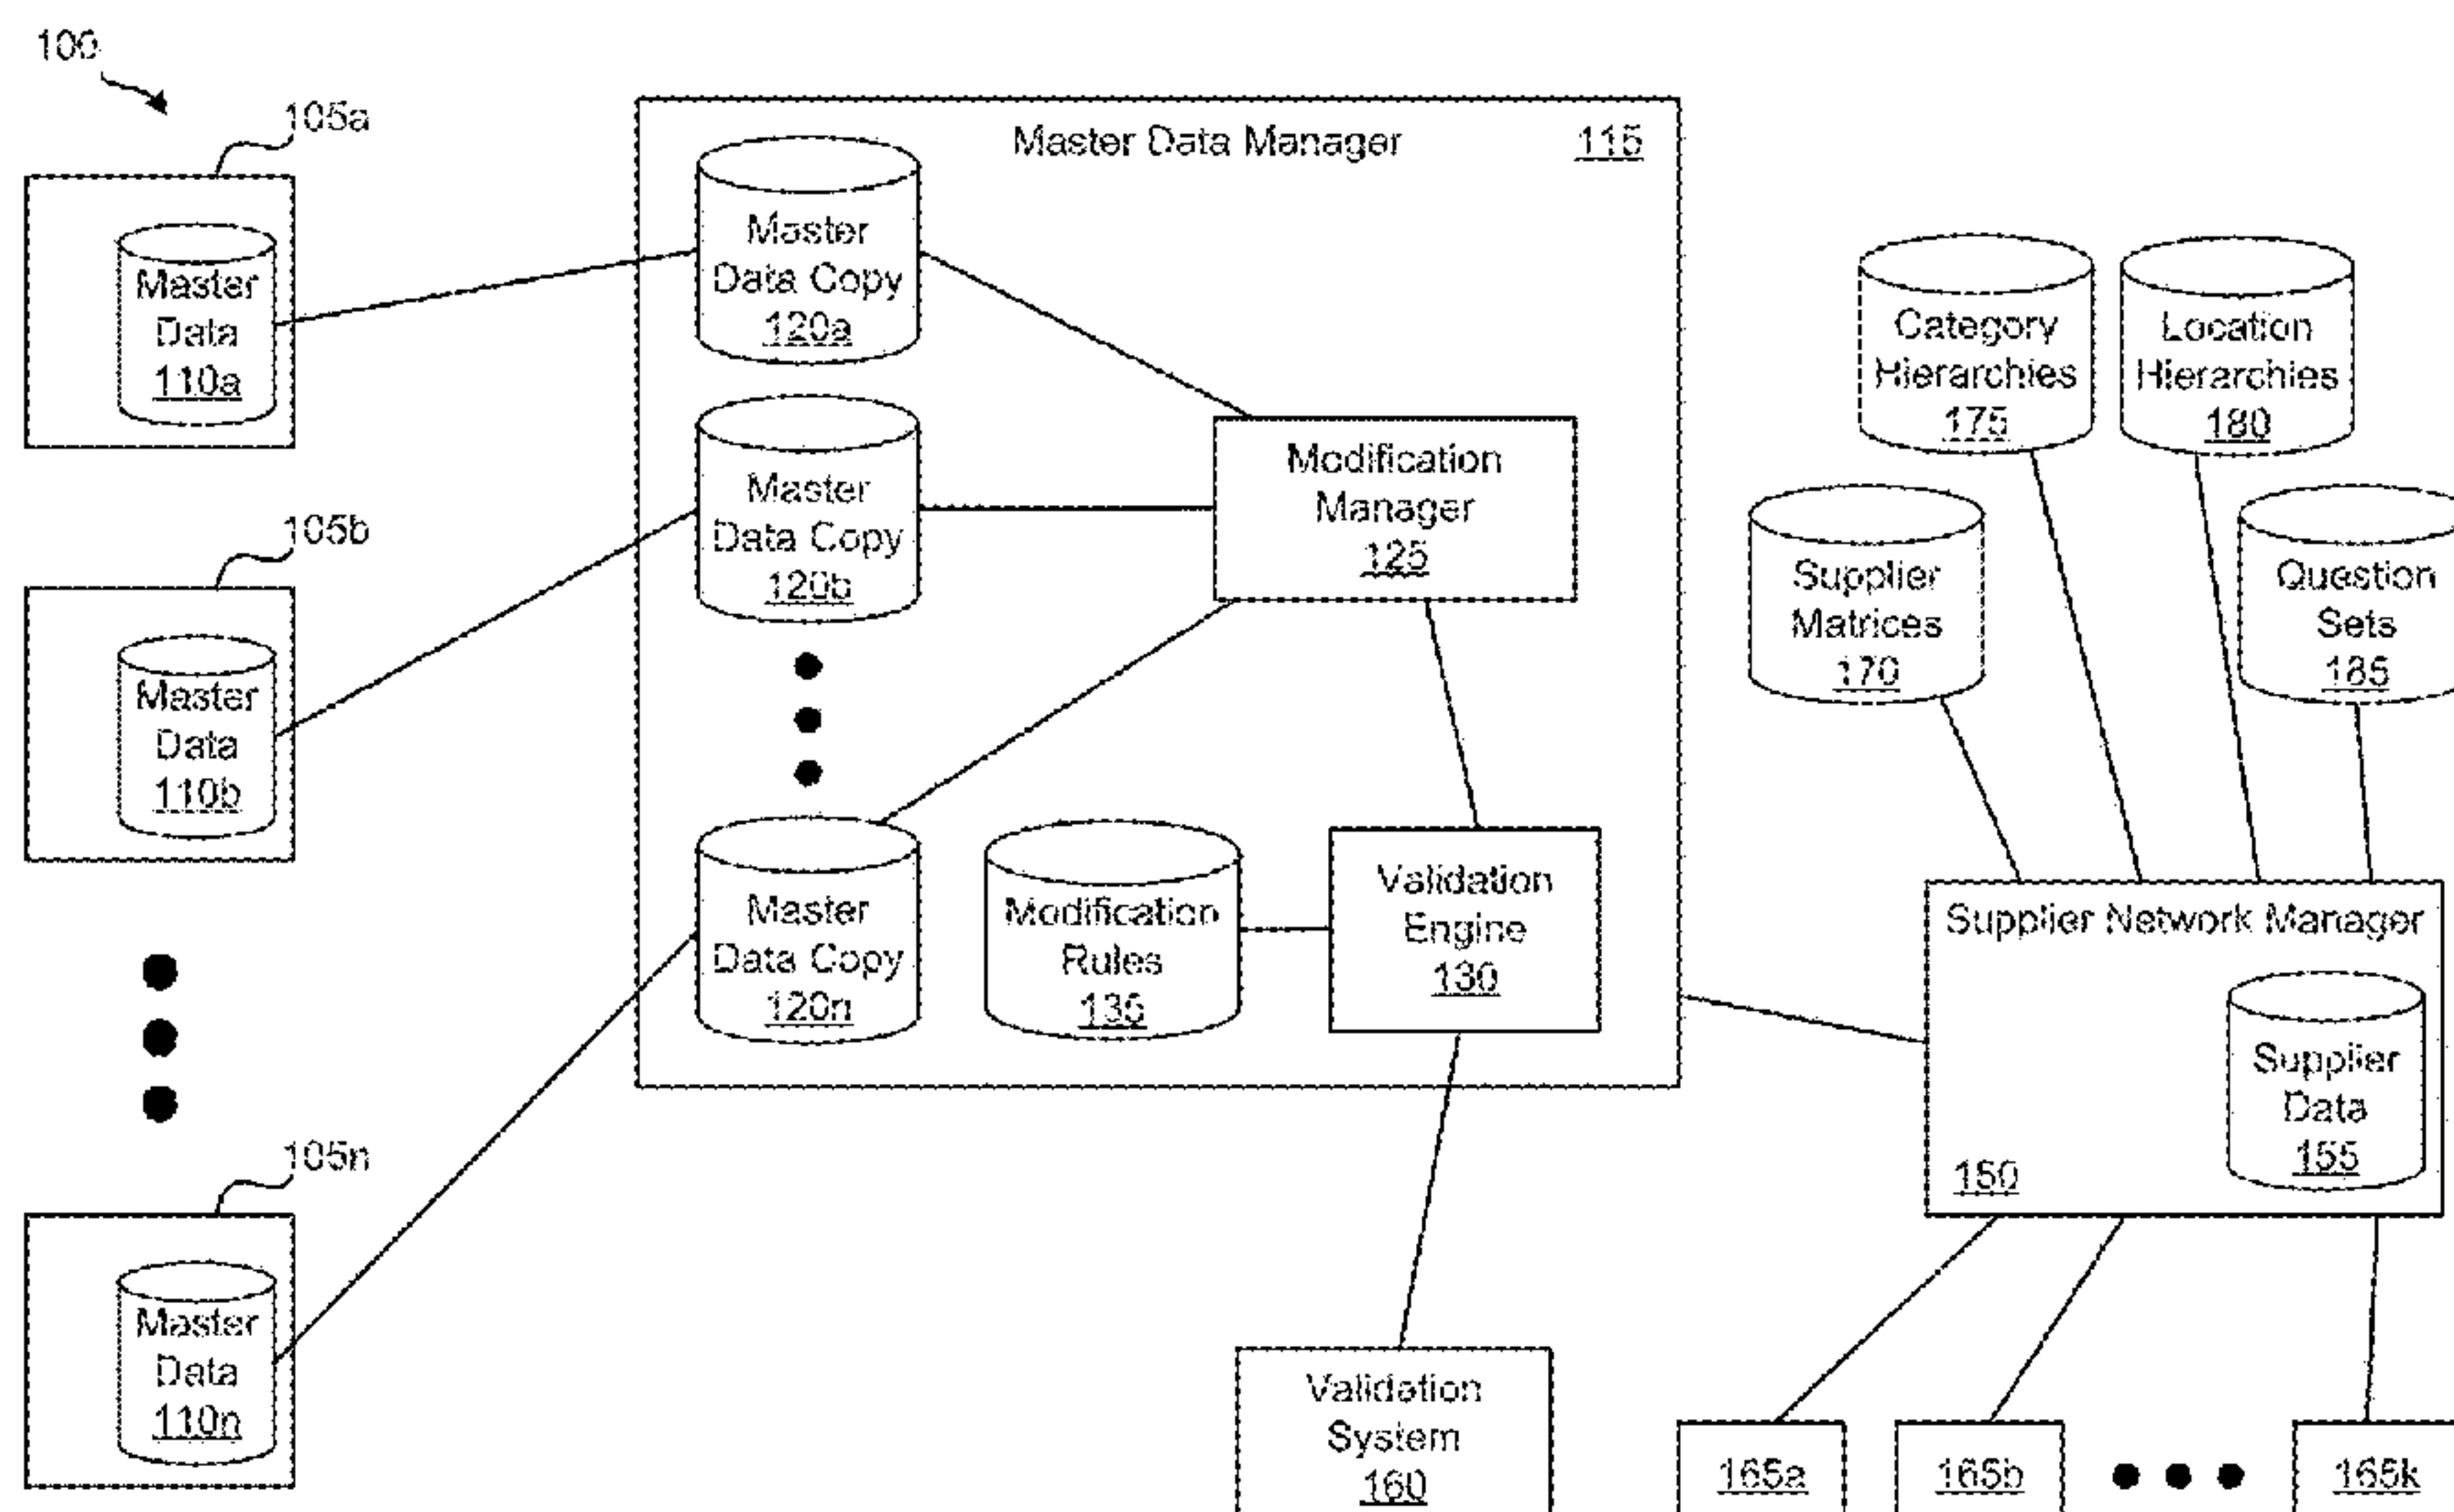 100
105a
Master
Data
110a
105b
Master
Data
110b
105n
Master
Data
110n
Master Data Manager
115
Master
Data Copy
120a
Master
Data Copy
120b
Master
Data Copy
120n
Modification
Manager
125
Modification
Rules
135
Validation
Engine
130
Validation
System
160
Category
Hierarchies
175
Location
Hierarchies
180
Supplier
Matrices
170
Question
Sets
185
Supplier Network Manager
150
Supplier
Data
155
165a
165b
165k